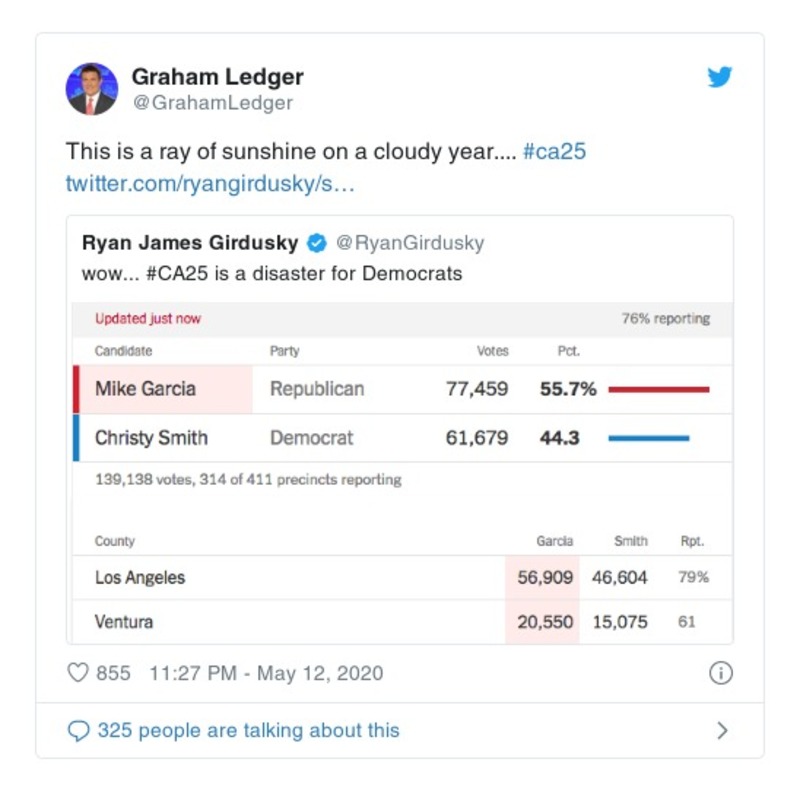 Graham Ledger
@GrahamLedger
This is a ray of sunshine on a cloudy year.... #ca25
twitter.com/ryangirdusky/s...
Ryan James Girdusky @RyanGirdusky
wow... #CA25 is a disaster for Democrats
Updated just now 76% reporting
Candidate Party Votes Pct.
Mike Garcia Republican 77,459 55.7%
Christy Smith Democrat 61,679 44.3
139,138 votes, 314 of 411 precincts reporting
County Garcia Smith Rpt.
Los Angeles 56,909 46,604 79%
Ventura 20,550 15,075 61
855 11:27 PM - May 12, 2020
325 people are talking about this